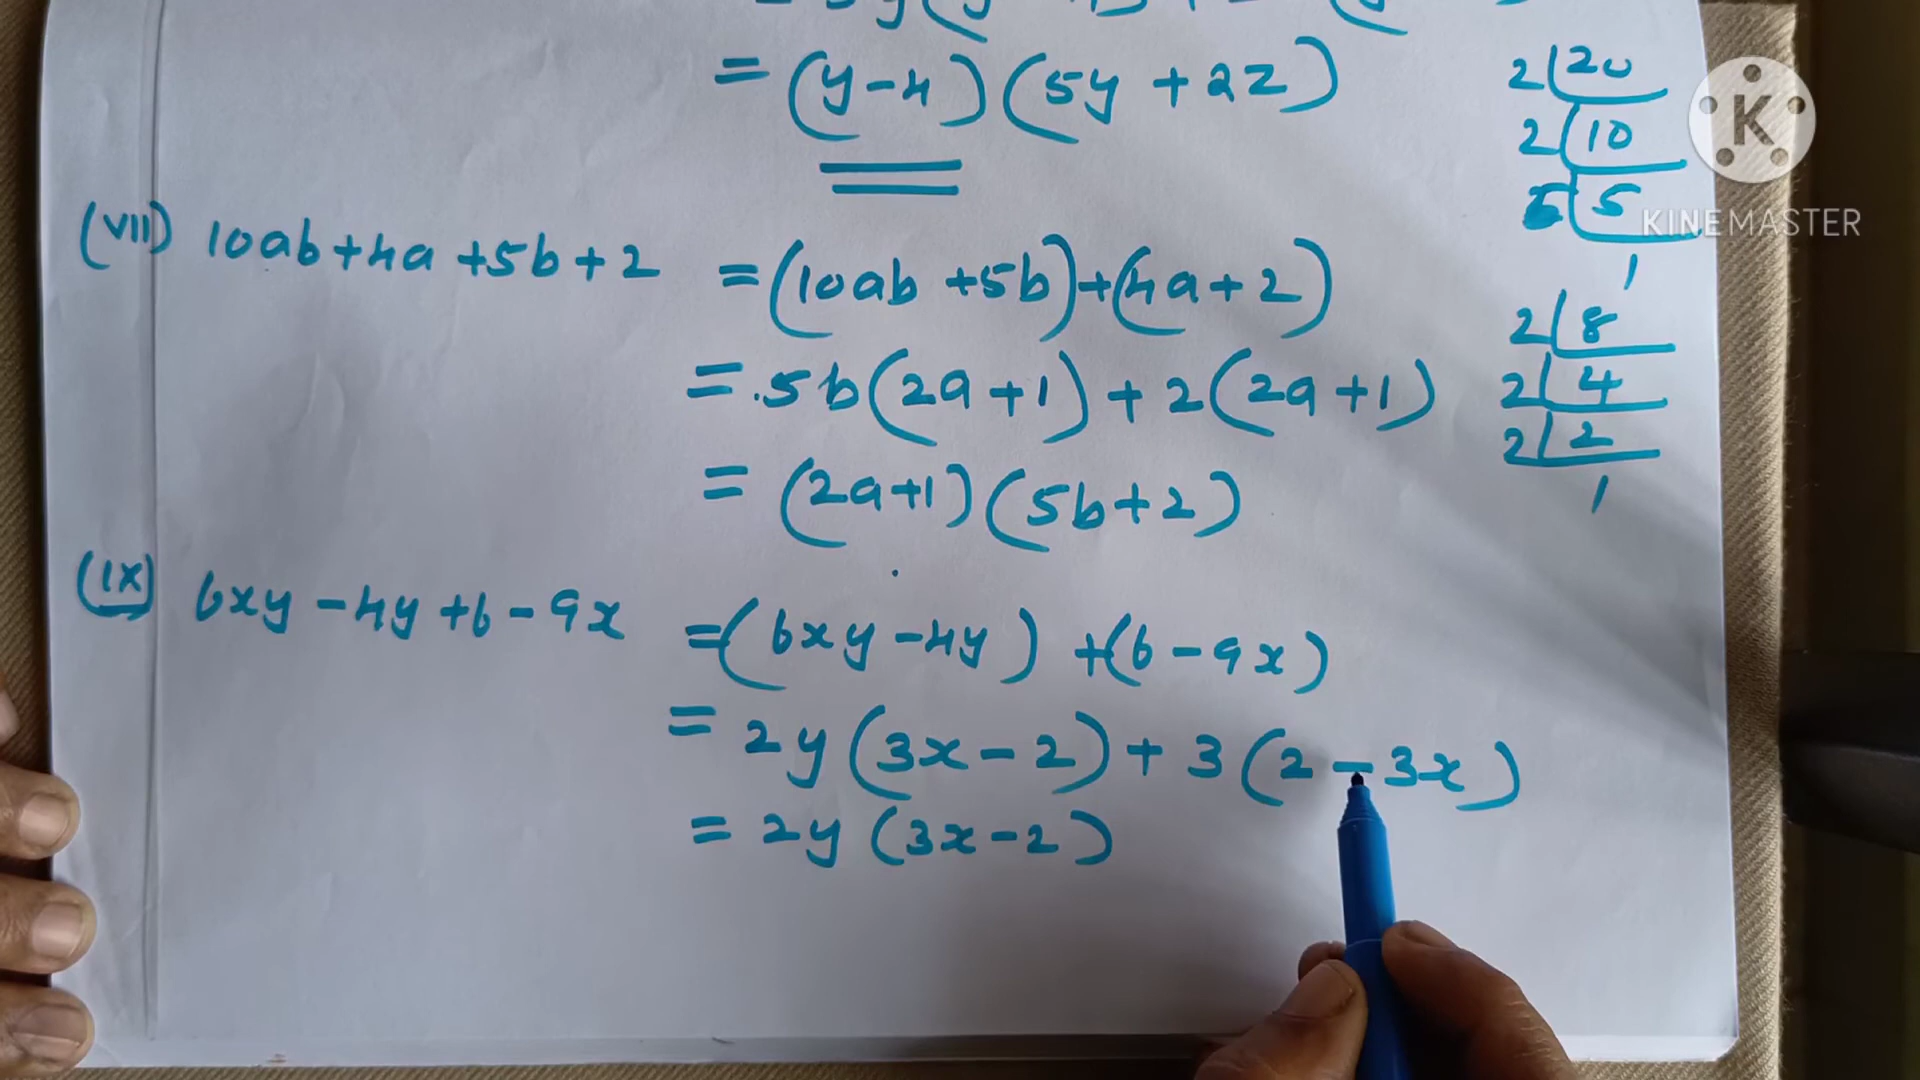 = (y-4) (5y + 2z)
(VII) 10ab+4a+5b+2 = (10ab+5b)+(4a+2)
= 5b(2a+1) + 2(2a+1)
= (2a+1) (5b+2)
(IX) 6xy-4y+6-9x = (6xy-4y) +(6-9x)
= 2y (3x-2) + 3 (2-3x)
= 2y (3x-2)
2 20
2 10
5 5
1
2 8
2 4
2 2
1
K
KINEMASTER